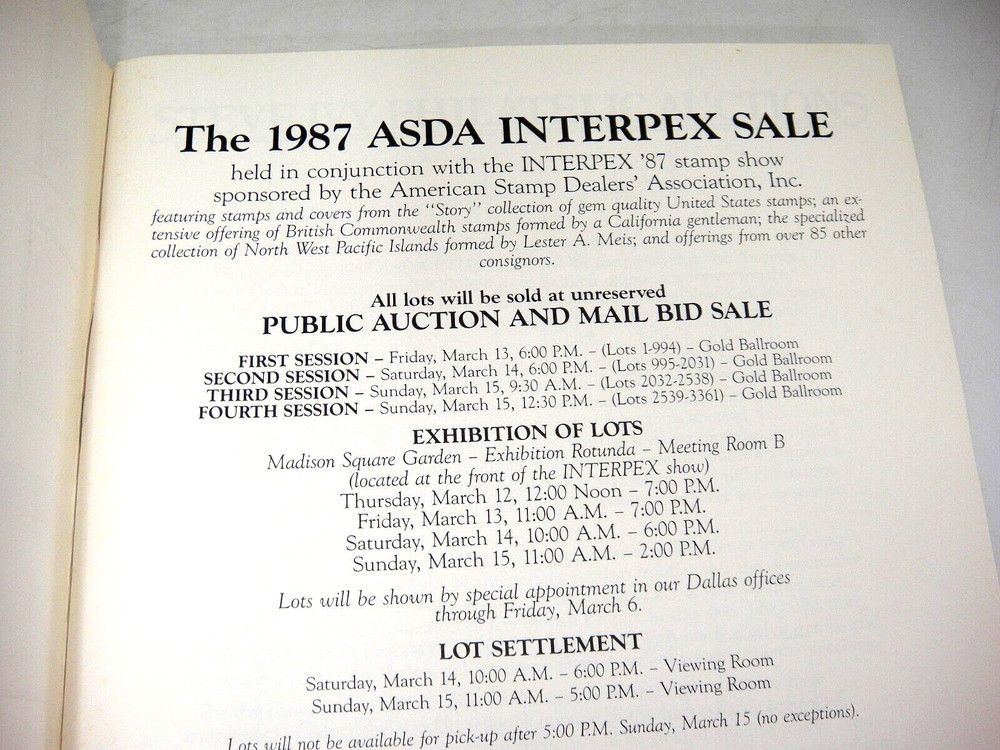 The 1987 ASDA INTERPEX SALE
held in conjunction with the INTERPEX '87 stamp show
sponsored by the American Stamp Dealers' Association, Inc.
featuring stamps and covers from the "Story" collection of gem quality United States stamps; an ex-
tensive offering of British Commonwealth stamps formed by a California gentleman; the specialized
collection of North West Pacific Islands formed by Lester A. Meis; and offerings from over 85 other
consignors.
All lots will be sold at unreserved
PUBLIC AUCTION AND MAIL BID SALE
FIRST SESSION – Friday, March 13, 6:00 P.M. – (Lots 1-994) – Gold Ballroom
SECOND SESSION – Saturday, March 14, 6:00 P.M. – (Lots 995-2031) – Gold Ballroom
THIRD SESSION – Sunday, March 15, 9:30 A.M. – (Lots 2032-2538) – Gold Ballroom
FOURTH SESSION – Sunday, March 15, 12:30 P.M. – (Lots 2539-3361) – Gold Ballroom
EXHIBITION OF LOTS
Madison Square Garden – Exhibition Rotunda – Meeting Room B
(located at the front of the INTERPEX show)
Thursday, March 12, 12:00 Noon – 7:00 P.M.
Friday, March 13, 11:00 A.M. – 7:00 P.M.
Saturday, March 14, 10:00 A.M. – 6:00 P.M.
Sunday, March 15, 11:00 A.M. – 2:00 P.M.
Lots will be shown by special appointment in our Dallas offices
through Friday, March 6.
LOT SETTLEMENT
Saturday, March 14, 10:00 A.M. – 6:00 P.M. – Viewing Room
Sunday, March 15, 11:00 A.M. – 5:00 P.M. – Viewing Room
Lots will not be available for pick-up after 5:00 P.M. Sunday, March 15 (no exceptions).